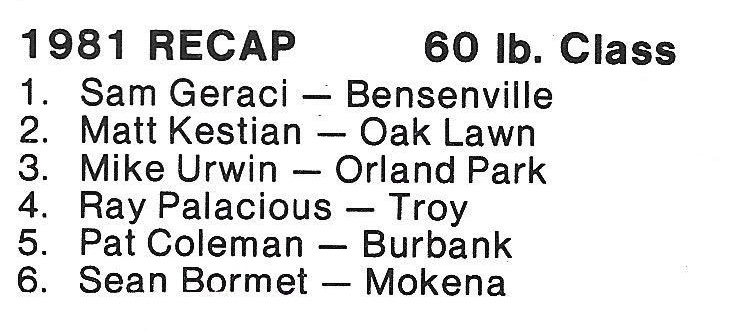 1981 RECAP 60 lb. Class
1. Sam Geraci — Bensenville
2. Matt Kestian — Oak Lawn
3. Mike Urwin — Orland Park
4. Ray Palacious — Troy
5. Pat Coleman — Burbank
6. Sean Bormet — Mokena